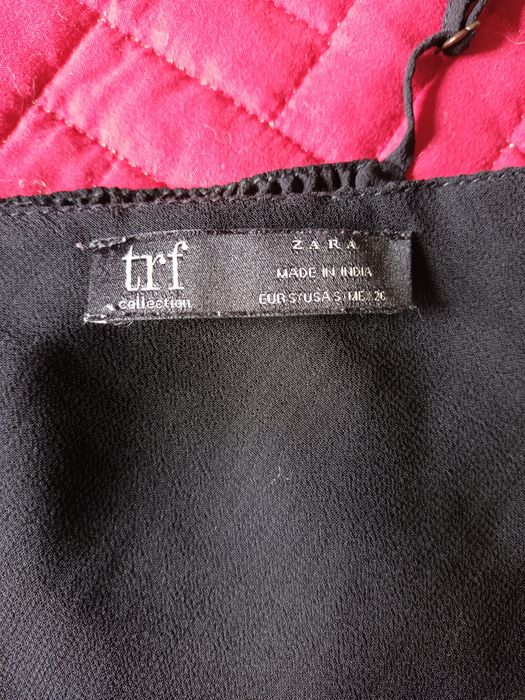 trf
collection
ZARA
MADE IN INDIA
EUR S/USA S/MEX 26